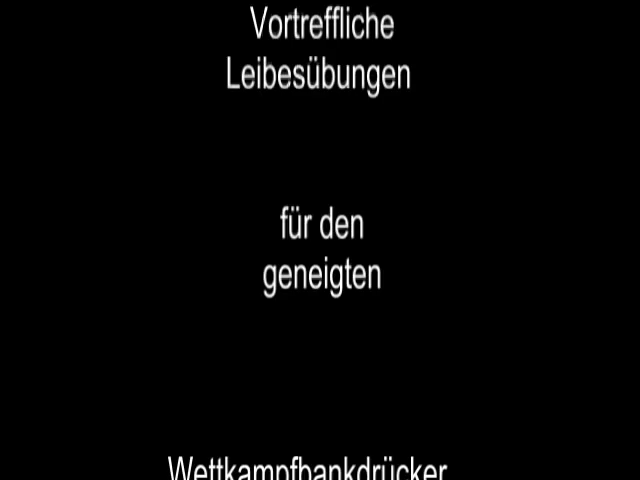 Vortreffliche
Leibesübungen
für den
geneigten
Wettkampfbankdrücker